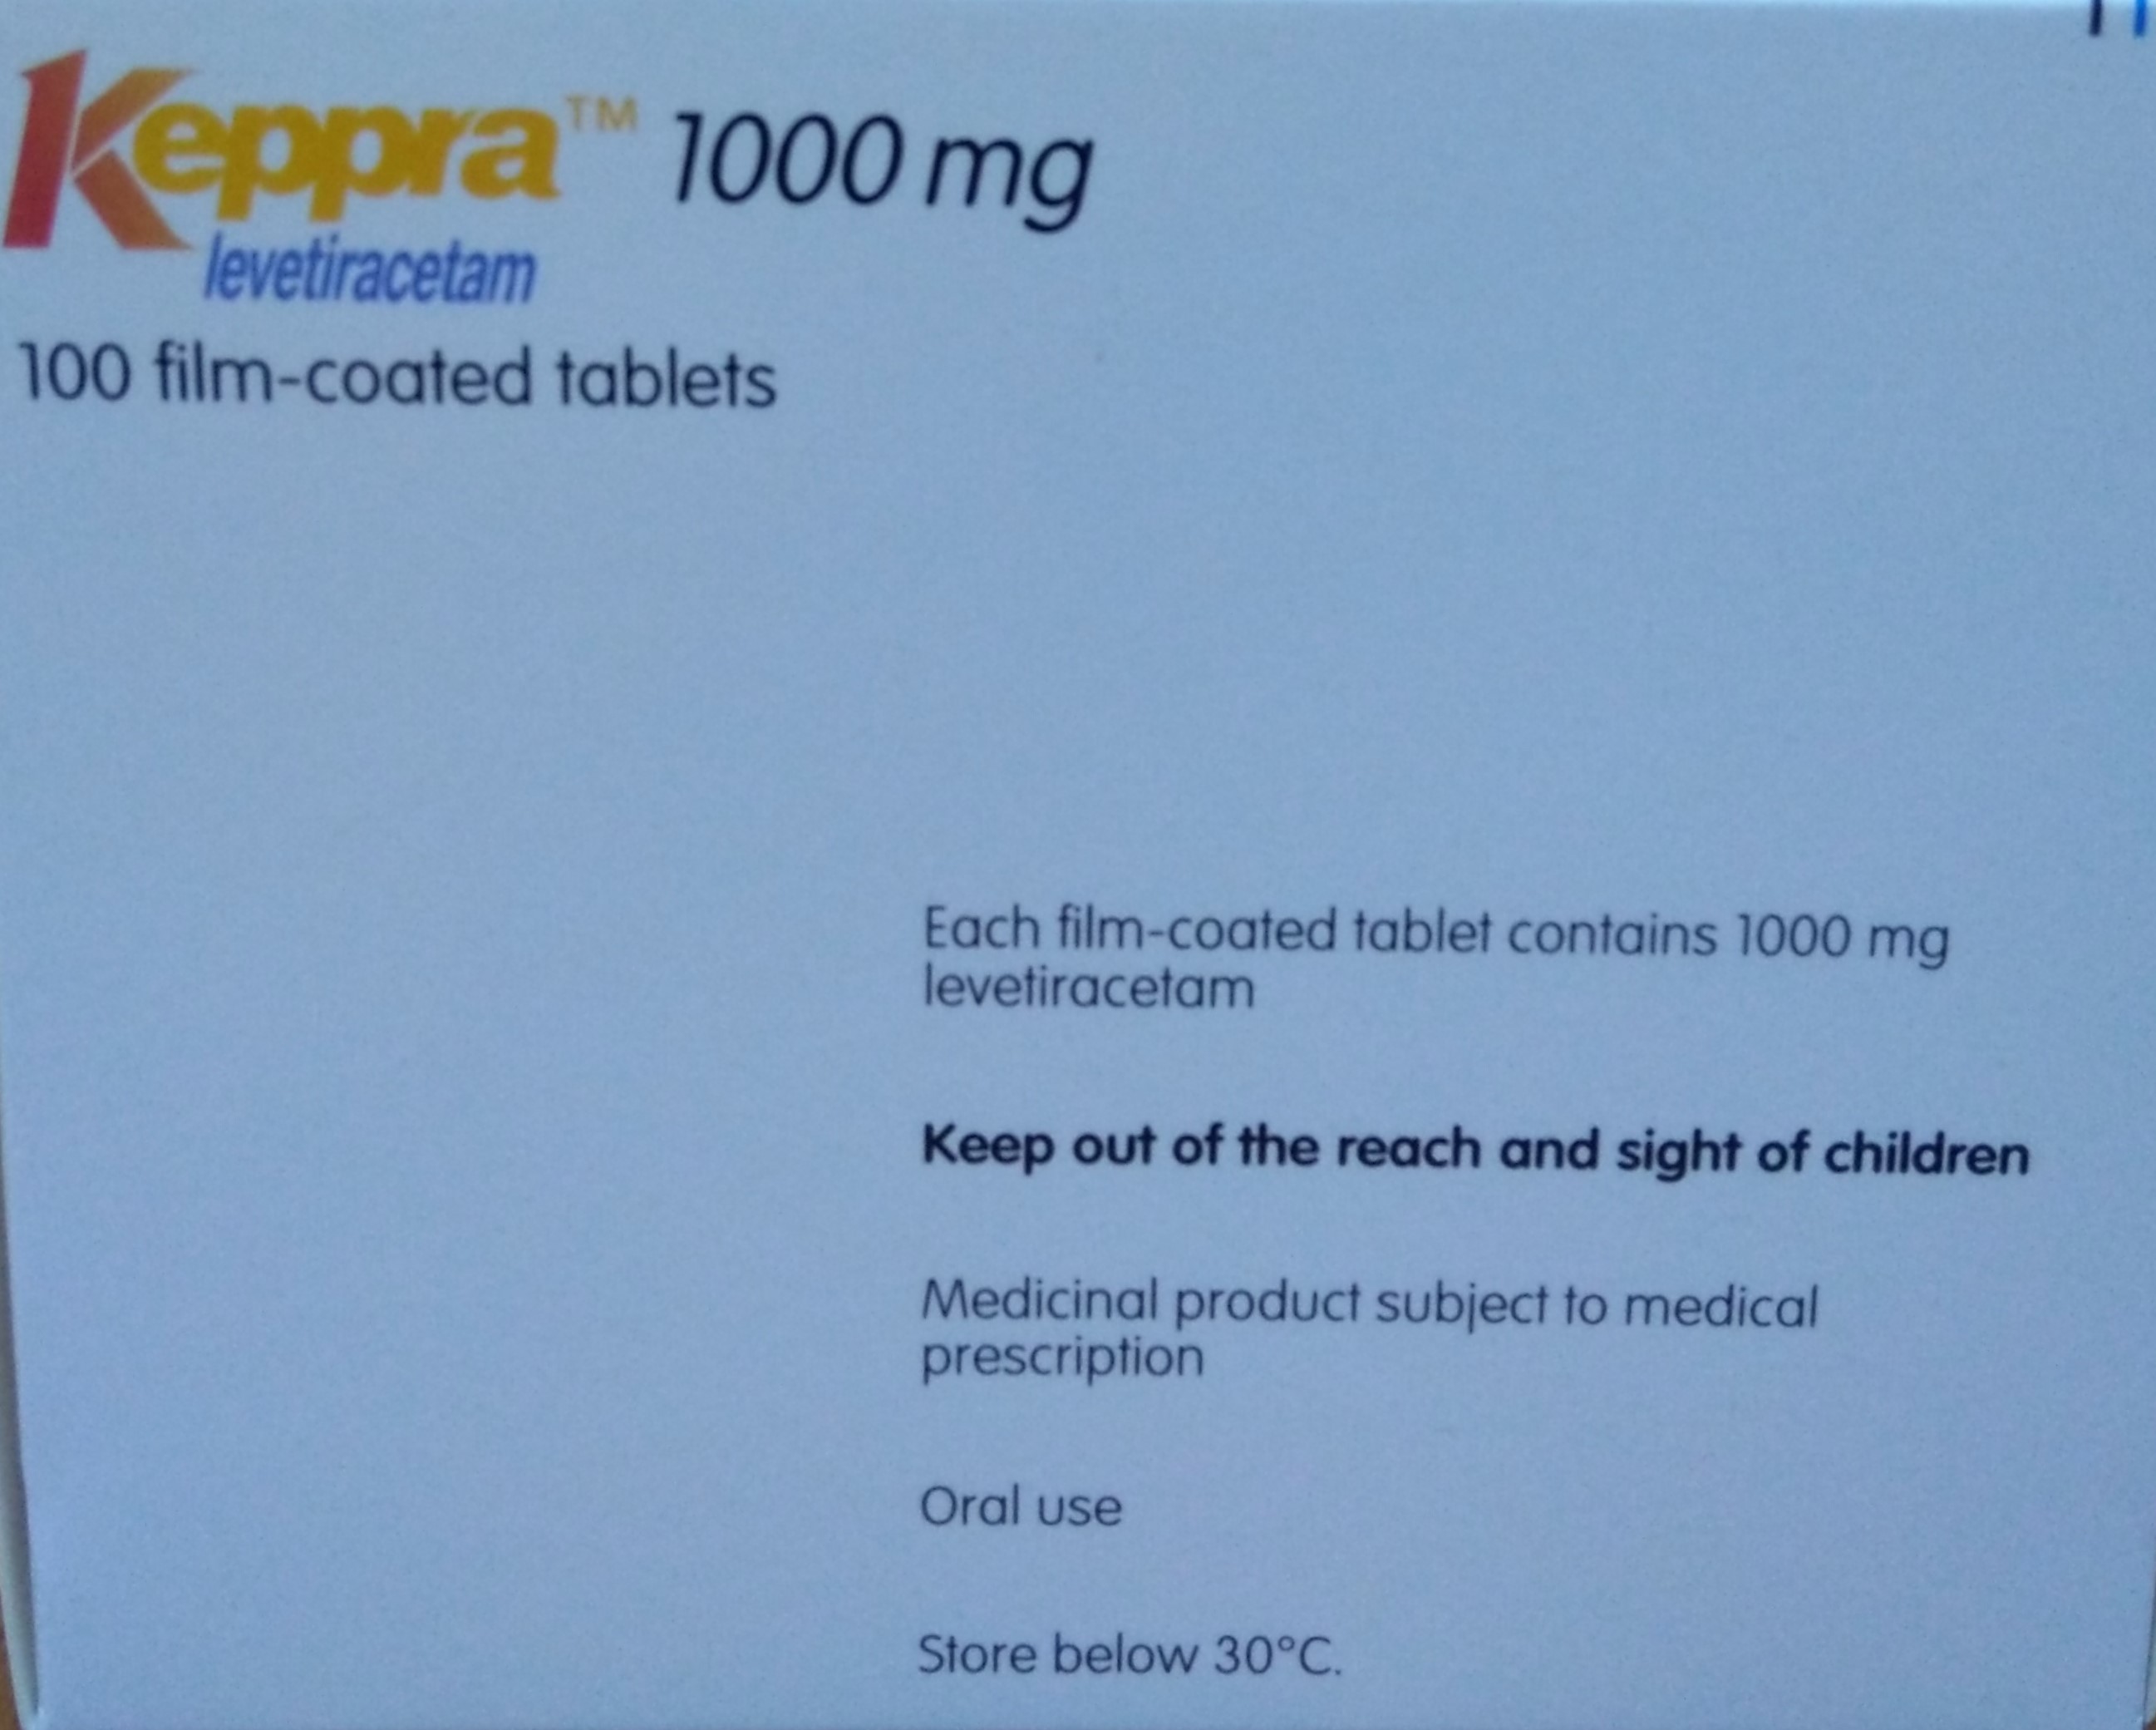 Keppra™ 1000 mg
levetiracetam
100 film-coated tablets
Each film-coated tablet contains 1000 mg
levetiracetam
Keep out of the reach and sight of children
Medicinal product subject to medical
prescription
Oral use
Store below 30°C.